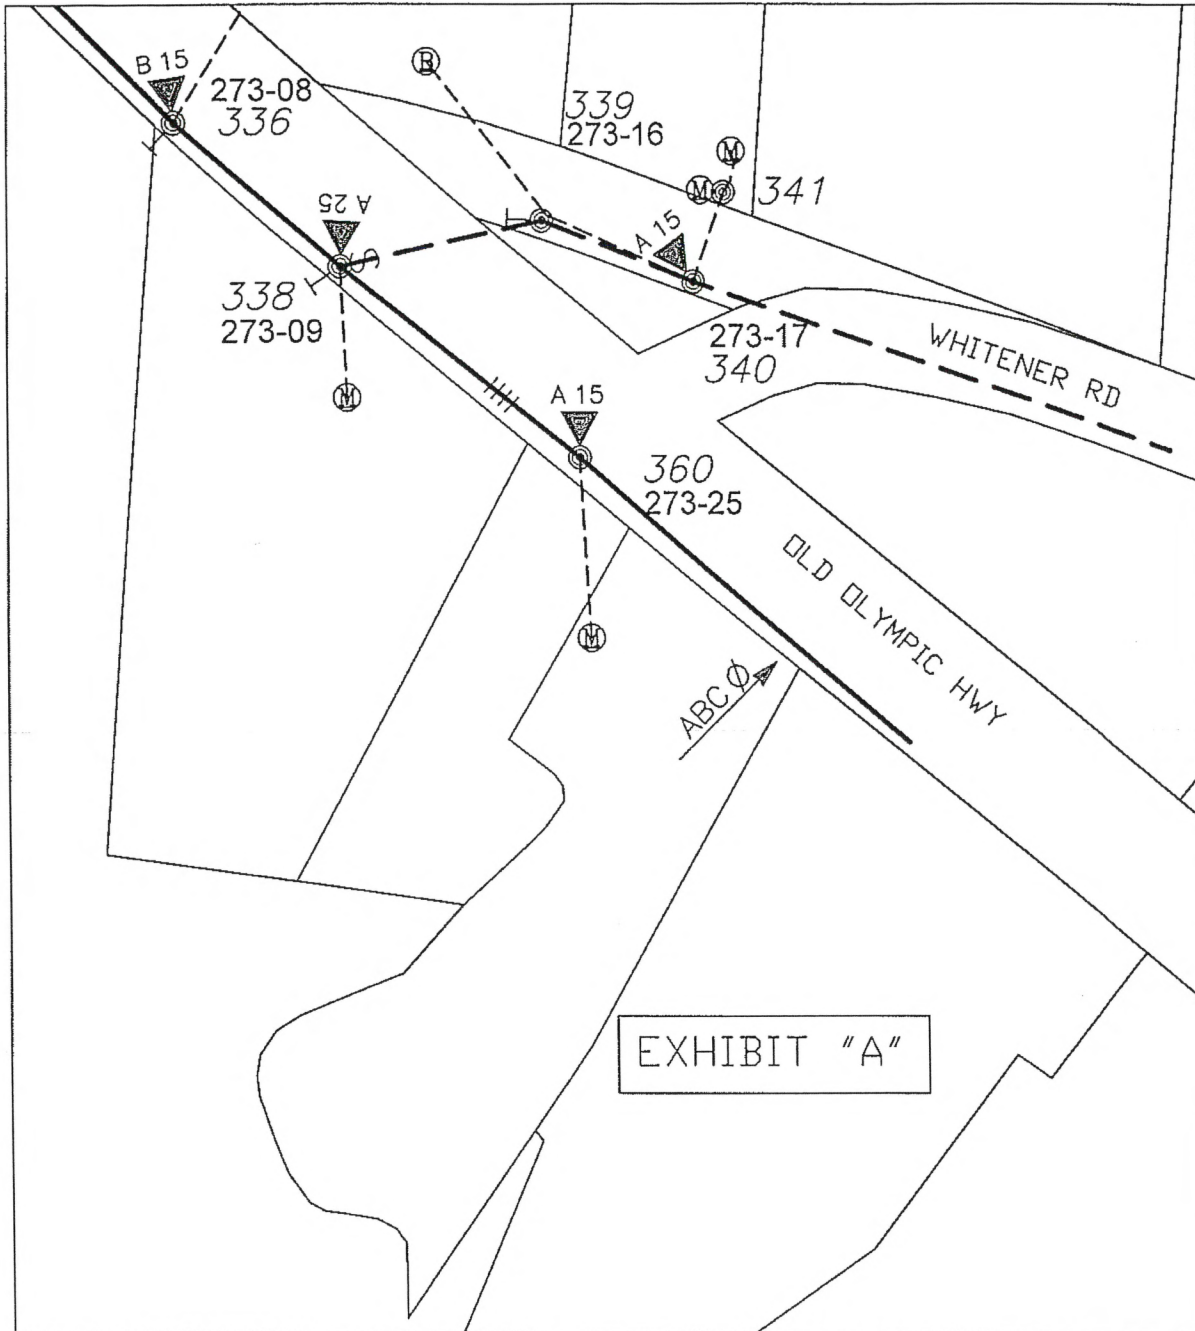 B 15
273-08
336
R
339
273-16
M
M
341
A 25
A 15
338
273-09
273-17
340
WHITENER RD
M
A 15
360
273-25
OLD OLYMPIC HWY
M
ABC Φ
EXHIBIT "A"